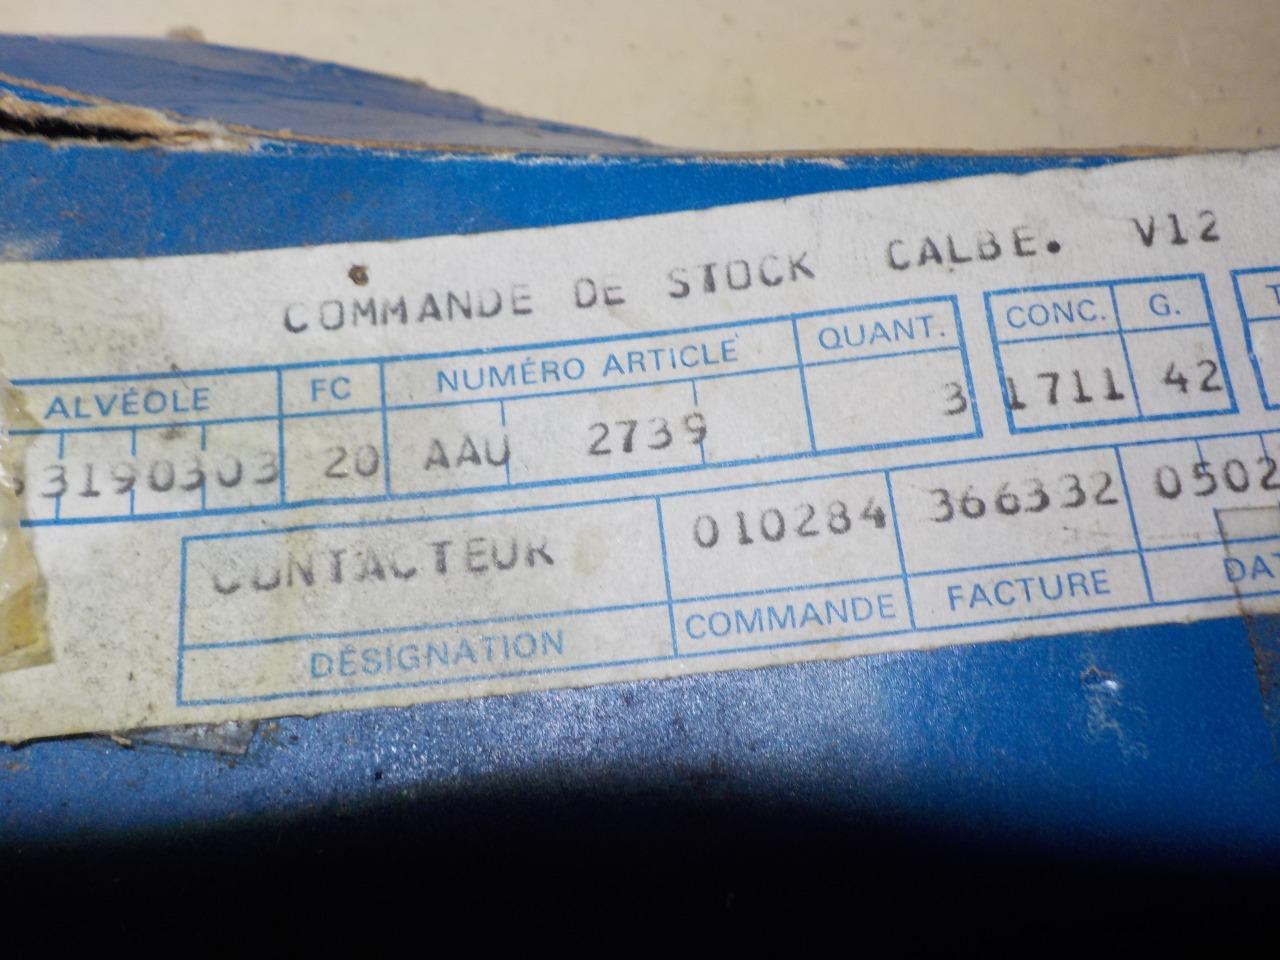 COMMANDE DE STOCK CALBE. V12
ALVÉOLE FC NUMÉRO ARTICLE QUANT. CONC. G.
3190303 20 AAU 2739 3 1711 42
CONTACTEUR 010284 366332 0502
DÉSIGNATION COMMANDE FACTURE